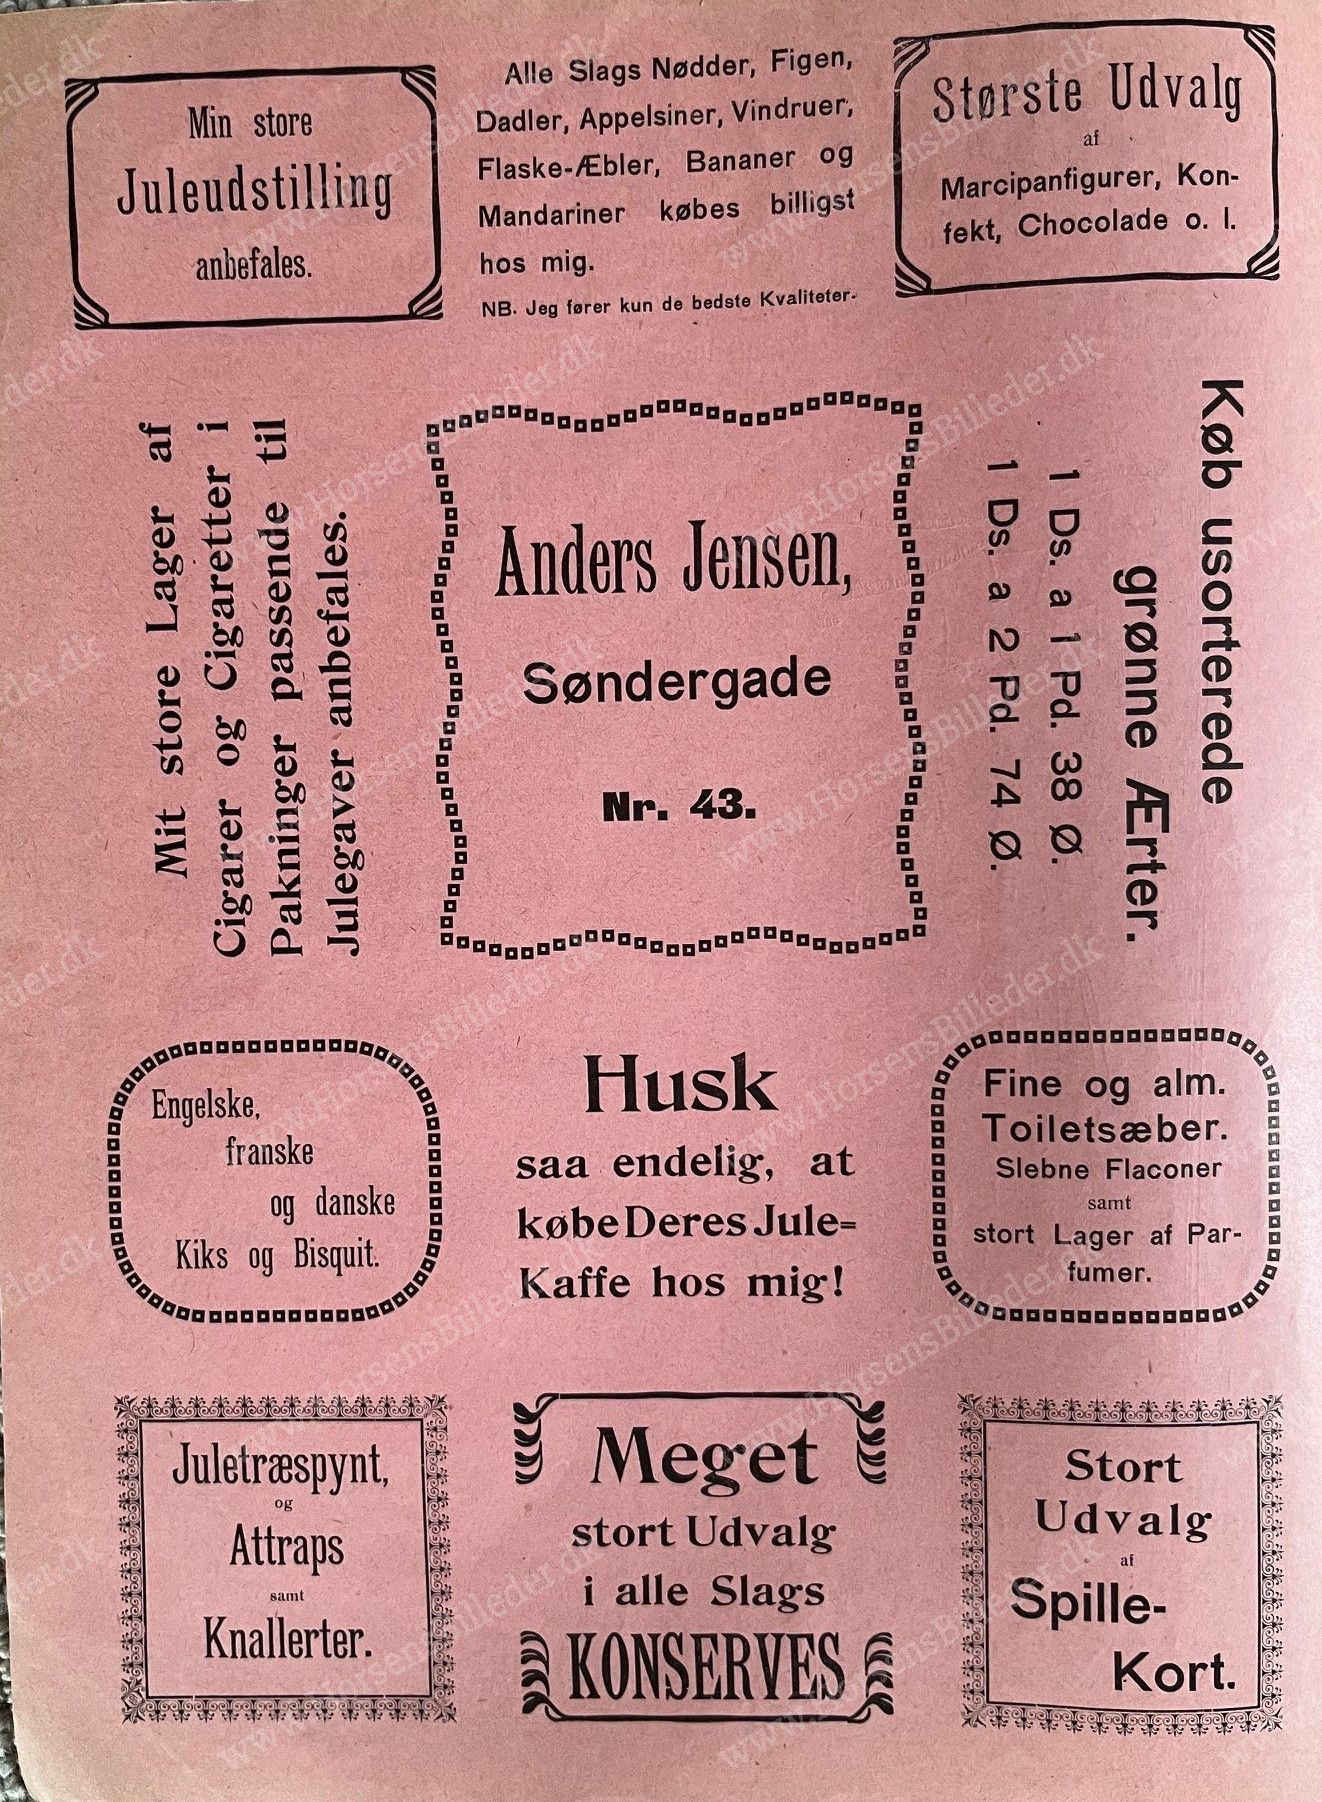 Min store
Juleudstilling
anbefales.
Alle Slags Nødder, Figen,
Dadler, Appelsiner, Vindruer,
Flaske-Æbler, Bananer og
Mandariner købes billigst
hos mig.
NB. Jeg fører kun de bedste Kvaliteter.
Største Udvalg
af
Marcipanfigurer, Kon-
fekt, Chocolade o. l.
Mit store Lager af
Cigarer og Cigaretter i
Pakninger passende til
Julegaver anbefales.
Anders Jensen,
Søndergade
Nr. 43.
Køb usorterede
grønne Ærter.
1 Ds. a 1 Pd. 38 Ø.
1 Ds. a 2 Pd. 74 Ø.
Engelske,
franske
og danske
Kiks og Bisquit.
Husk
saa endelig, at
købe Deres Jule-
Kaffe hos mig!
Fine og alm.
Toiletsæber.
Slebne Flaconer
samt
stort Lager af Par-
fumer.
Juletræspynt,
og
Attraps
samt
Knallerter.
Meget
stort Udvalg
i alle Slags
KONSERVES
Stort
Udvalg
af
Spille-
Kort.
www.HorsensBilleder.dk